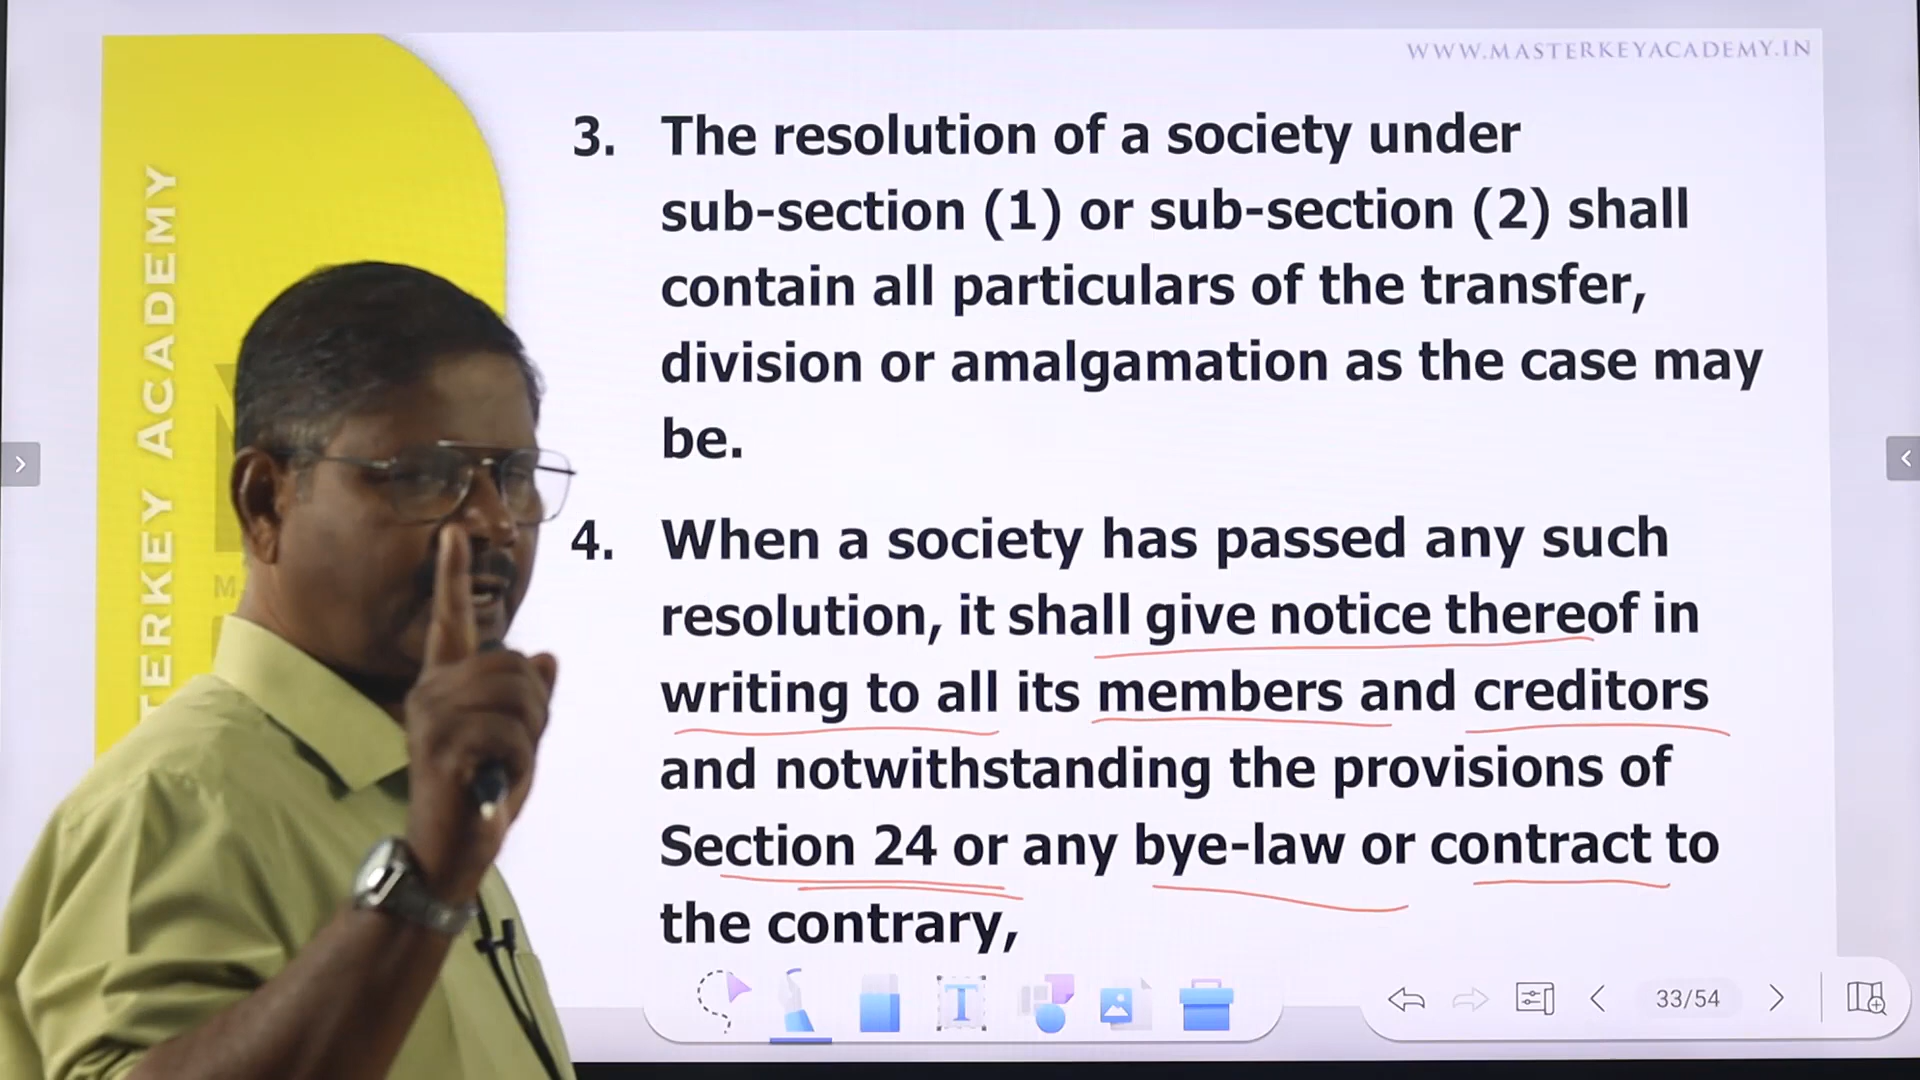 WWW.MASTERKEYACADEMY.IN
3. The resolution of a society under
sub-section (1) or sub-section (2) shall
contain all particulars of the transfer,
division or amalgamation as the case may
be.
4. When a society has passed any such
resolution, it shall give notice thereof in
writing to all its members and creditors
and notwithstanding the provisions of
Section 24 or any bye-law or contract to
the contrary,
TERKEY ACADEMY
T
33/54